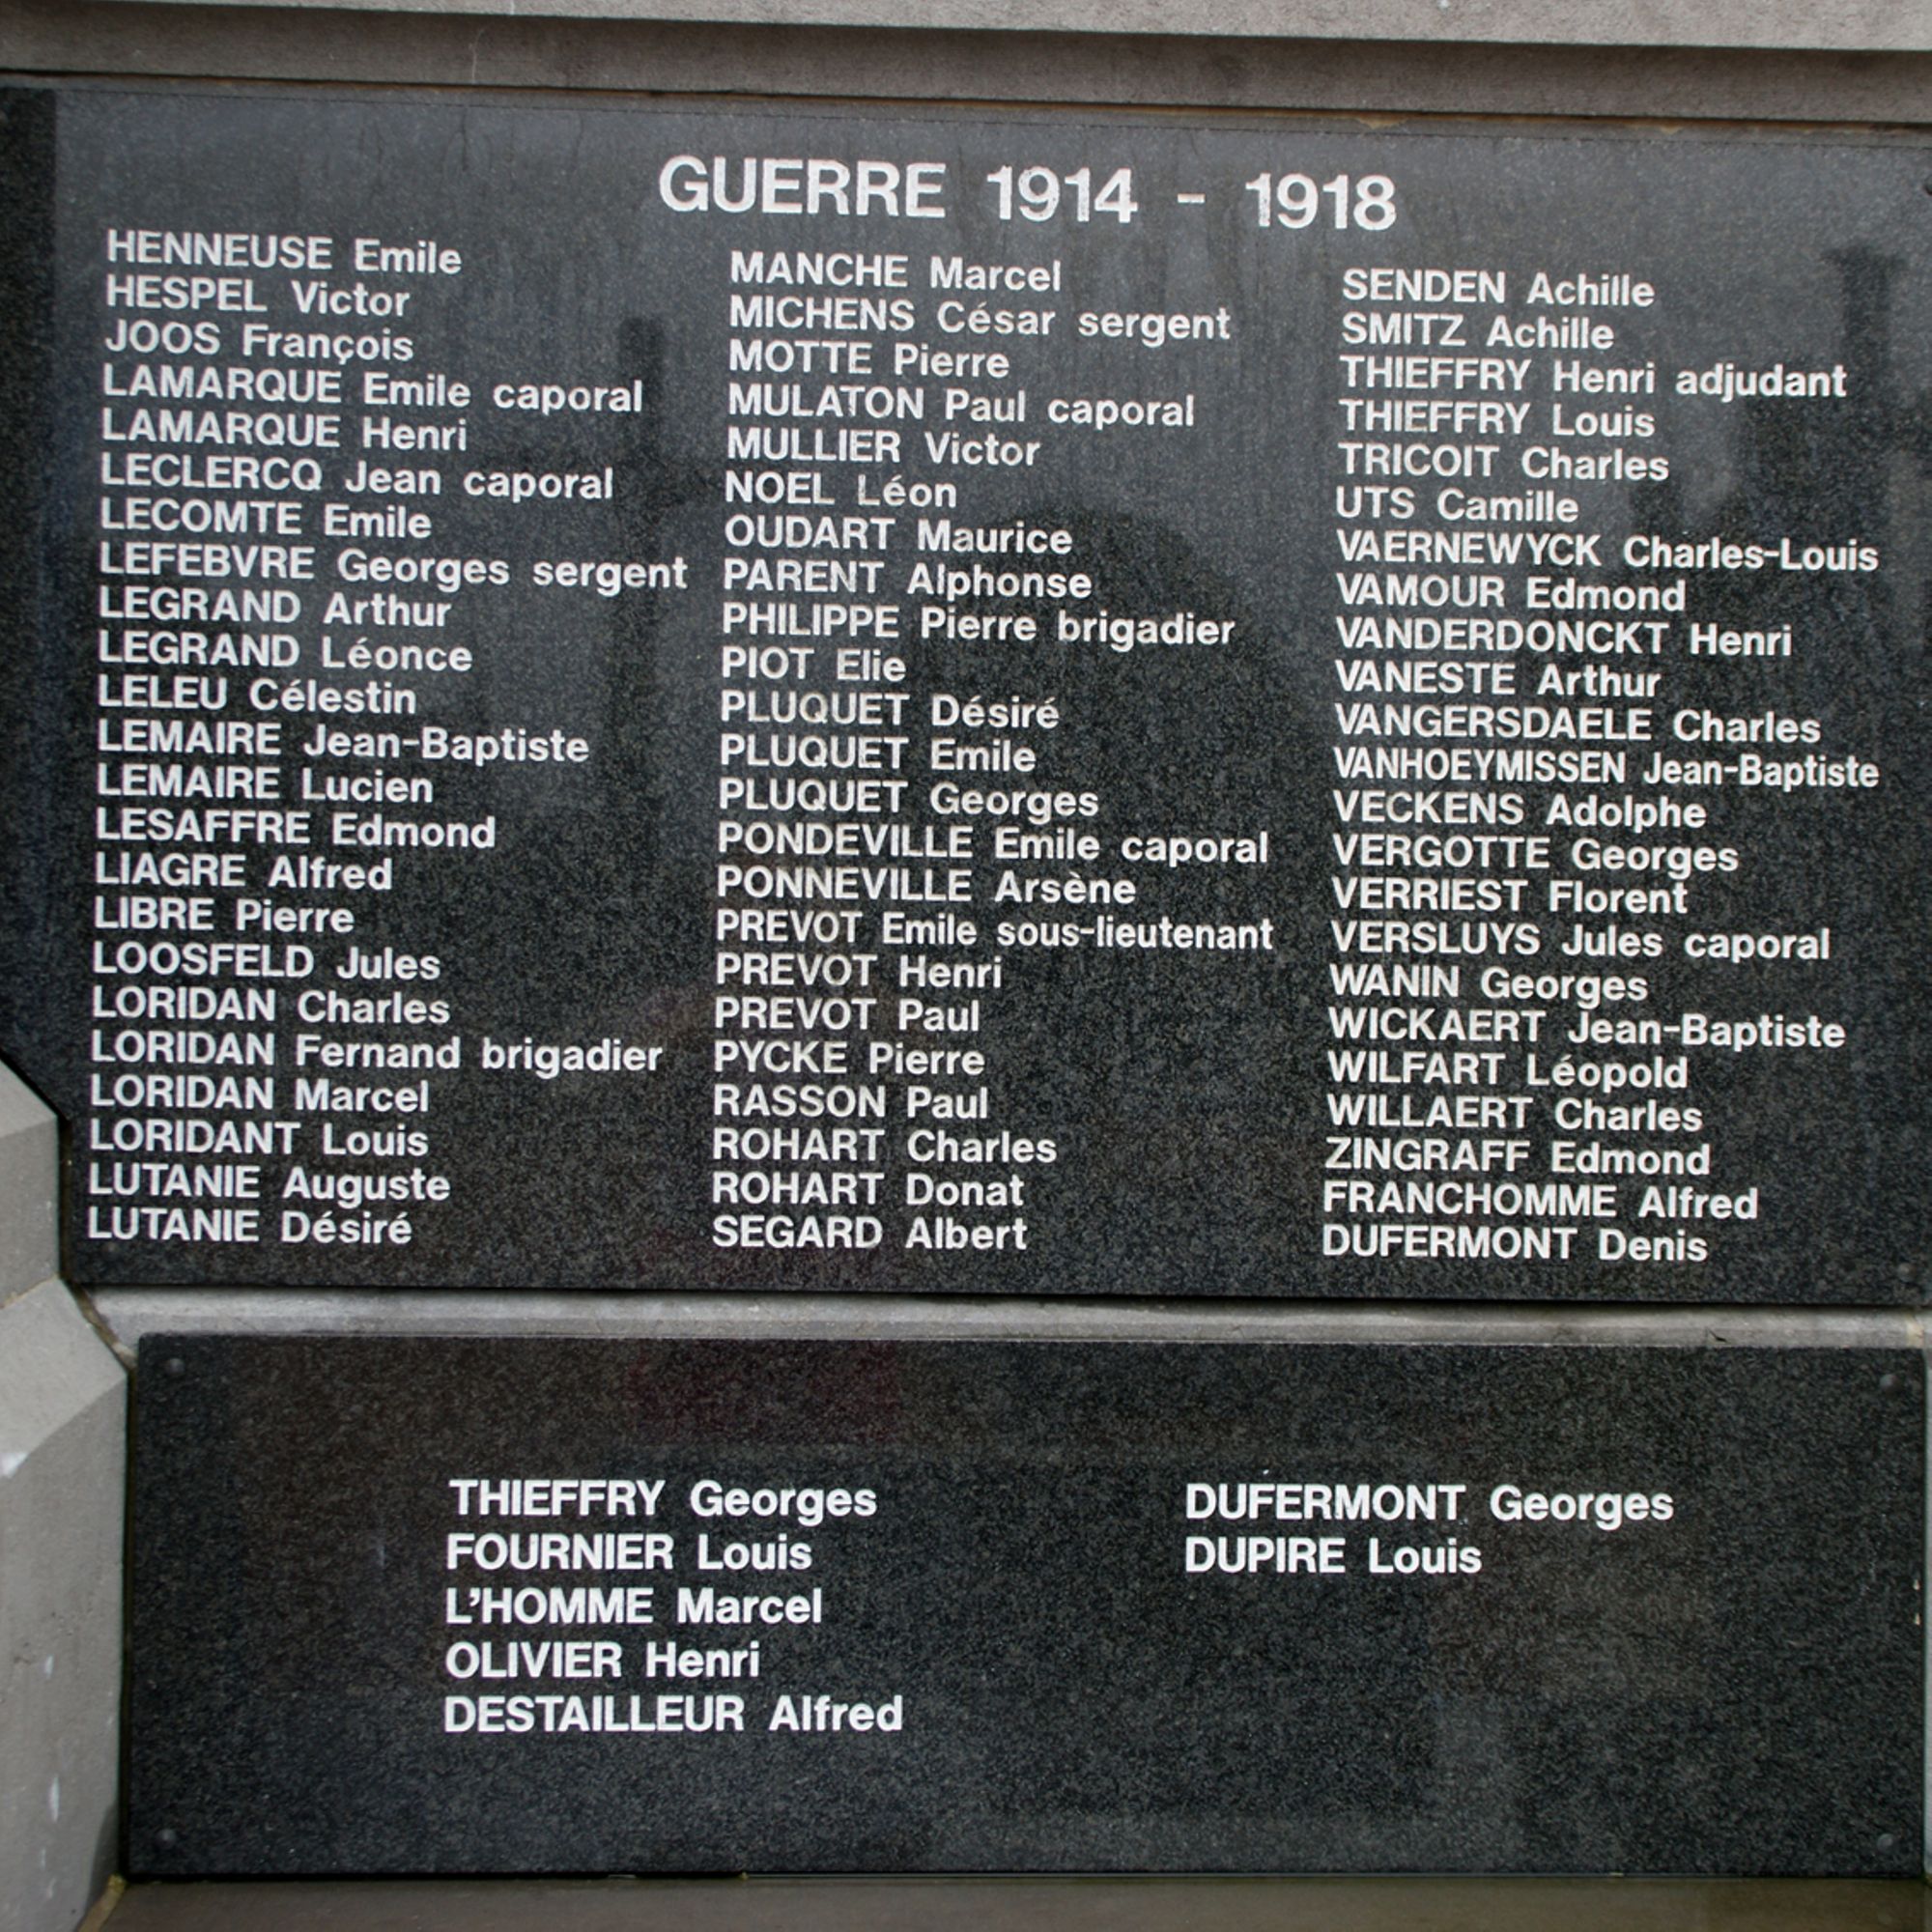 GUERRE 1914 - 1918
HENNEUSE Emile
HESPEL Victor
JOOS François
LAMARQUE Emile caporal
LAMARQUE Henri
LECLERCQ Jean caporal
LECOMTE Emile
LEFEBVRE Georges sergent
LEGRAND Arthur
LEGRAND Léonce
LELEU Célestin
LEMAIRE Jean-Baptiste
LEMAIRE Lucien
LESAFFRE Edmond
LIAGRE Alfred
LIBRE Pierre
LOOSFELD Jules
LORIDAN Charles
LORIDAN Fernand brigadier
LORIDAN Marcel
LORIDANT Louis
LUTANIE Auguste
LUTANIE Désiré
MANCHE Marcel
MICHENS César sergent
MOTTE Pierre
MULATON Paul caporal
MULLIER Victor
NOEL Léon
OUDART Maurice
PARENT Alphonse
PHILIPPE Pierre brigadier
PIOT Elie
PLUQUET Désiré
PLUQUET Emile
PLUQUET Georges
PONDEVILLE Emile caporal
PONNEVILLE Arsène
PREVOT Emile sous-lieutenant
PREVOT Henri
PREVOT Paul
PYCKE Pierre
RASSON Paul
ROHART Charles
ROHART Donat
SEGARD Albert
SENDEN Achille
SMITZ Achille
THIEFFRY Henri adjudant
THIEFFRY Louis
TRICOIT Charles
UTS Camille
VAERNEWYCK Charles-Louis
VAMOUR Edmond
VANDERDONCKT Henri
VANESTE Arthur
VANGERSDAELE Charles
VANHOEYMISSEN Jean-Baptiste
VECKENS Adolphe
VERGOTTE Georges
VERRIEST Florent
VERSLUYS Jules caporal
WANIN Georges
WICKAERT Jean-Baptiste
WILFART Léopold
WILLAERT Charles
ZINGRAFF Edmond
FRANCHOMME Alfred
DUFERMONT Denis
THIEFFRY Georges
FOURNIER Louis
L'HOMME Marcel
OLIVIER Henri
DESTAILLEUR Alfred
DUFERMONT Georges
DUPIRE Louis